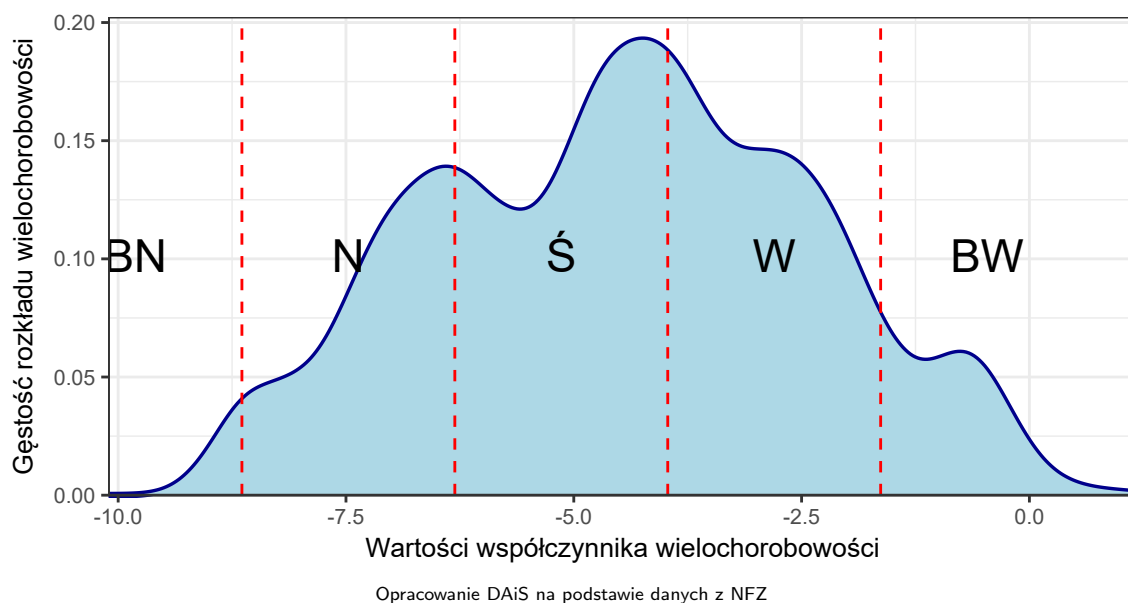 Gęstość rozkładu wielochorobowości
0.20
0.15
0.10
0.05
0.00
BN N Ś W BW
-10.0 -7.5 -5.0 -2.5 0.0
Wartości współczynnika wielochorobowości
Opracowanie DAiS na podstawie danych z NFZ